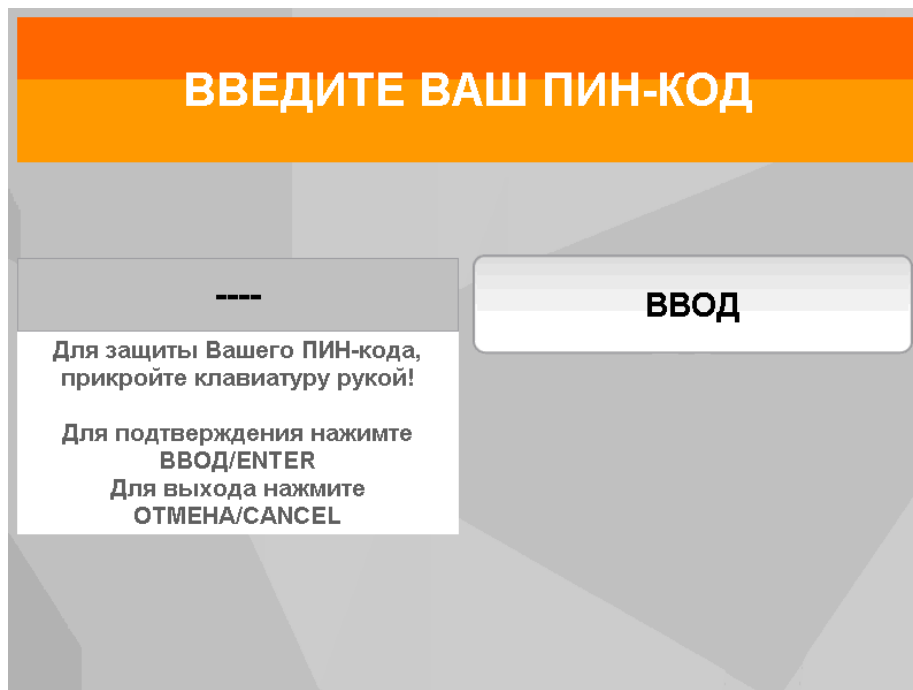 ВВЕДИТЕ ВАШ ПИН-КОД
----
ВВОД
Для защиты Вашего ПИН-кода,
прикройте клавиатуру рукой!
Для подтверждения нажимте
ВВОД/ENTER
Для выхода нажмите
ОТМЕНА/CANCEL